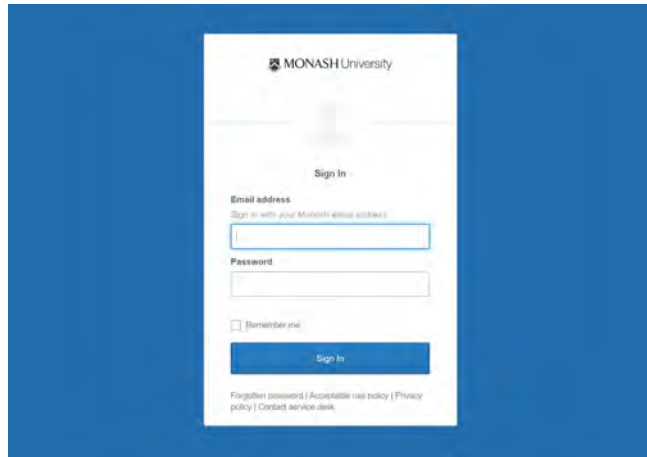 MONASH University
Sign In
Email address
Sign in with your Monash email address
Password
Remember me
Sign In
Forgotten password | Acceptable use policy | Privacy
policy | Contact service desk